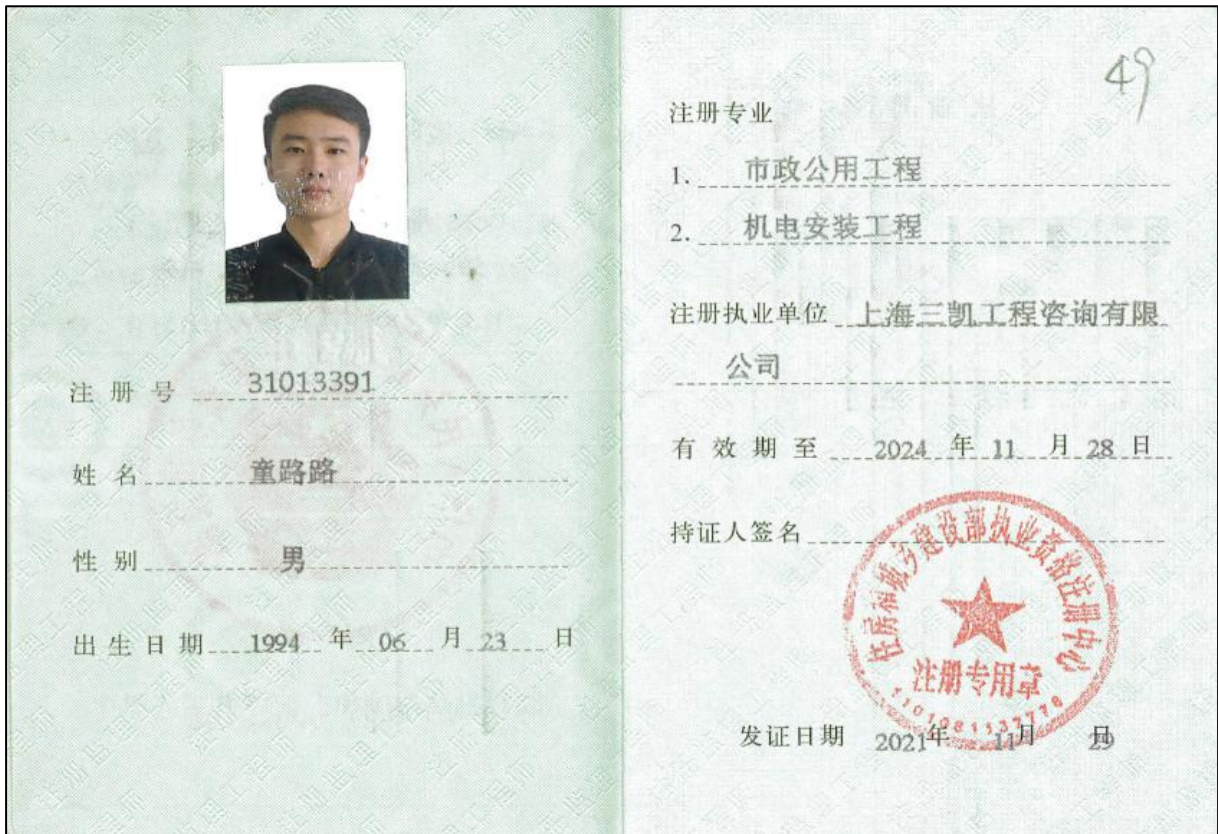 注 册 号 31013391
姓 名 童路路
性 别 男
出 生 日 期 1994 年 06 月 23 日
49
注册专业
1. 市政公用工程
2. 机电安装工程
注册执业单位 上海三凯工程咨询有限
公司
有 效 期 至 2024 年 11 月 28 日
持证人签名
住房和城乡建设部执业资格注册中心
注册专用章
发证日期 2021年 11月 29日